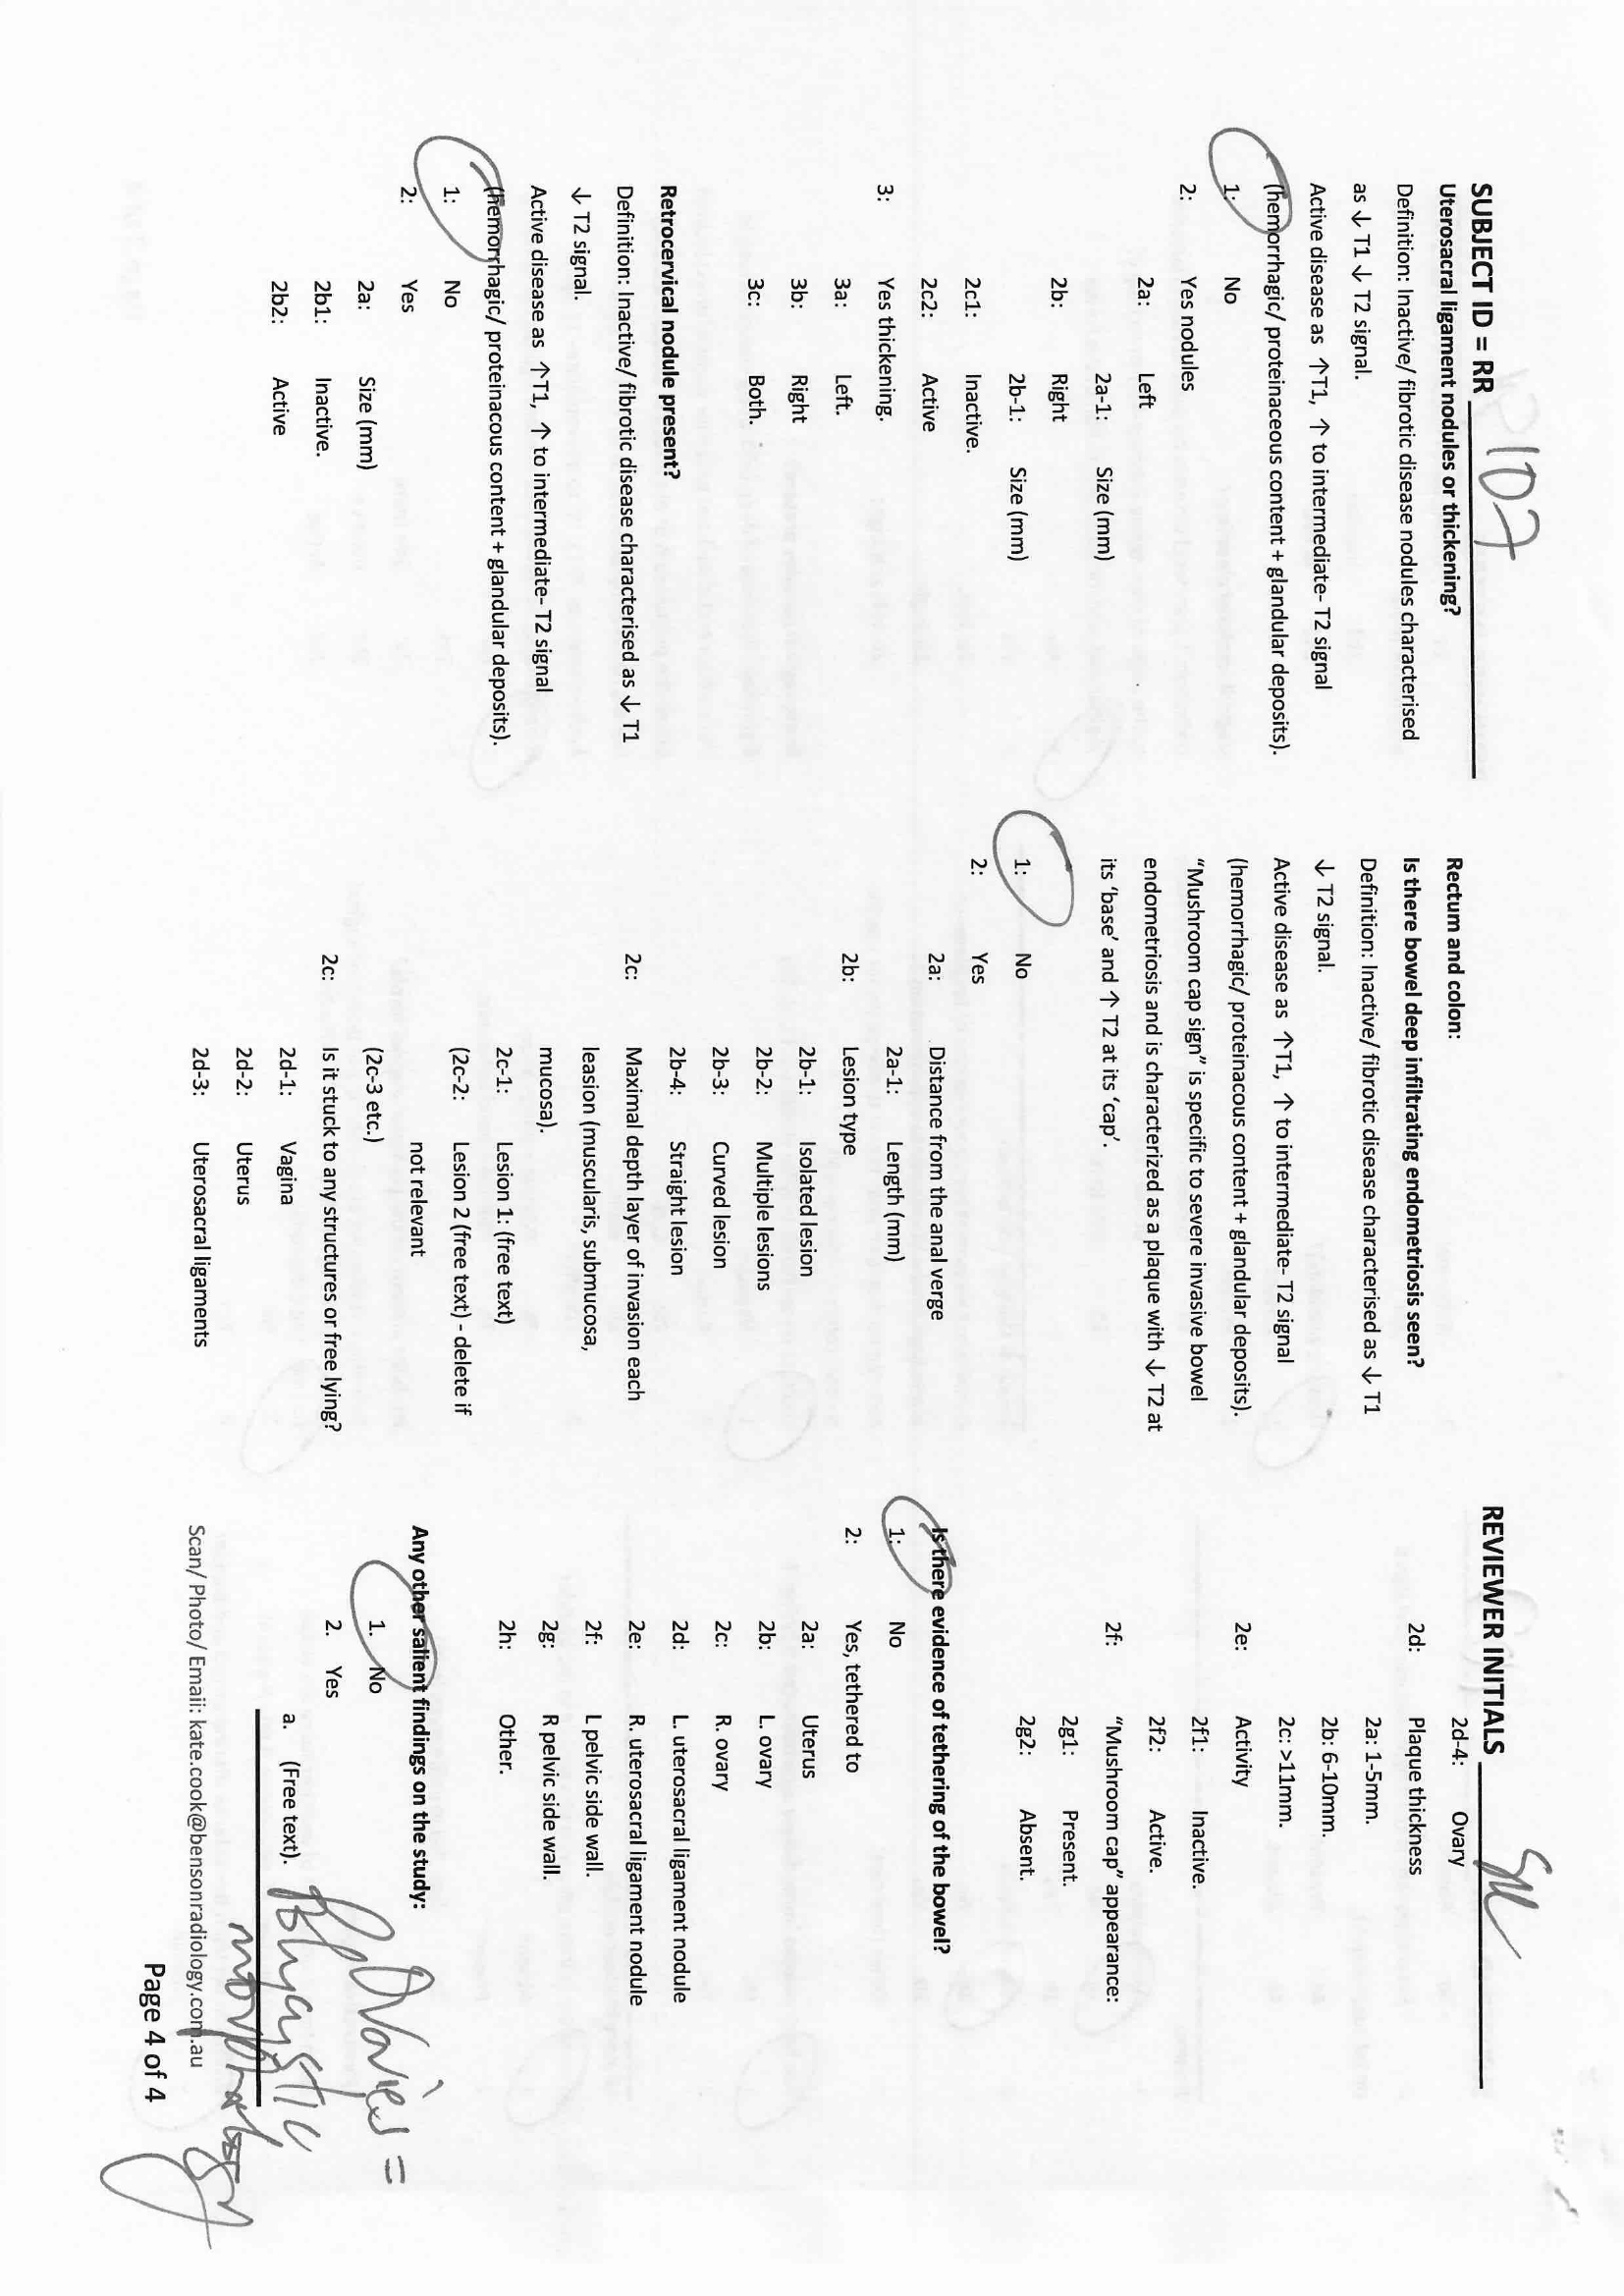 SUBJECT ID = RR 107
Uterosacral ligament nodules or thickening?
Definition: Inactive/ fibrotic disease nodules characterised
as ↓ T1 ↓ T2 signal.
Active disease as ↑T1, ↑ to intermediate- T2 signal
(hemorrhagic/ proteinaceous content + glandular deposits).
1: No
2: Yes nodules
2a: Left
2a-1: Size (mm)
2b: Right
2b-1: Size (mm)
2c1: Inactive.
2c2: Active
3: Yes thickening.
3a: Left.
3b: Right
3c: Both.
Retrocervical nodule present?
Definition: Inactive/ fibrotic disease characterised as ↓ T1
↓ T2 signal.
Active disease as ↑T1, ↑ to intermediate- T2 signal
(hemorrhagic/ proteinacous content + glandular deposits).
1: No
2: Yes
2a: Size (mm)
2b1: Inactive.
2b2: Active
Rectum and colon:
Is there bowel deep infiltrating endometriosis seen?
Definition: Inactive/ fibrotic disease characterised as ↓ T1
↓ T2 signal.
Active disease as ↑T1, ↑ to intermediate- T2 signal
(hemorrhagic/ proteinacous content + glandular deposits).
“Mushroom cap sign” is specific to severe invasive bowel
endometriosis and is characterized as a plaque with ↓ T2 at
its ‘base’ and ↑ T2 at its ‘cap’.
1: No
2: Yes
2a: Distance from the anal verge
2a-1: Length (mm)
2b: Lesion type
2b-1: Isolated lesion
2b-2: Multiple lesions
2b-3: Curved lesion
2b-4: Straight lesion
2c: Maximal depth layer of invasion each
leasion (muscularis, submucosa,
mucosa).
2c-1: Lesion 1: (free text)
(2c-2: Lesion 2 (free text) - delete if
not relevant
(2c-3 etc.)
2c: Is it stuck to any structures or free lying?
2d-1: Vagina
2d-2: Uterus
2d-3: Uterosacral ligaments
REVIEWER INITIALS
2d-4: Ovary
2d: Plaque thickness
2a: 1-5mm.
2b: 6-10mm.
2c: >11mm.
2e: Activity
2f1: Inactive.
2f2: Active.
2f: “Mushroom cap” appearance:
2g1: Present.
2g2: Absent.
Is there evidence of tethering of the bowel?
1: No
2: Yes, tethered to
2a: Uterus
2b: L. ovary
2c: R. ovary
2d: L. uterosacral ligament nodule
2e: R. uterosacral ligament nodule
2f: L pelvic side wall.
2g: R pelvic side wall.
2h: Other.
Any other salient findings on the study:
1. No
2. Yes
a. (Free text).
Ovaries =
Polycystic
morphology
Scan/ Photo/ Email: kate.cook@bensonradiology.com.au
Page 4 of 4